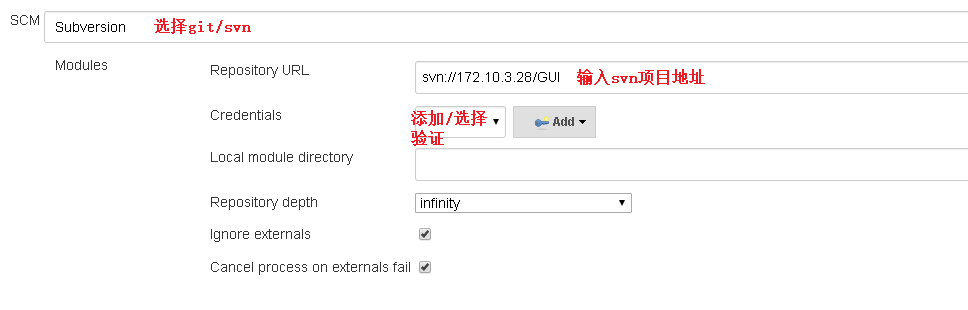 SCM
Subversion 选择git/svn
Modules
Repository URL
svn://172.10.3.28/GUI 输入svn项目地址
Credentials
添加/选择
验证
Add
Local module directory
Repository depth
infinity
Ignore externals
Cancel process on externals fail